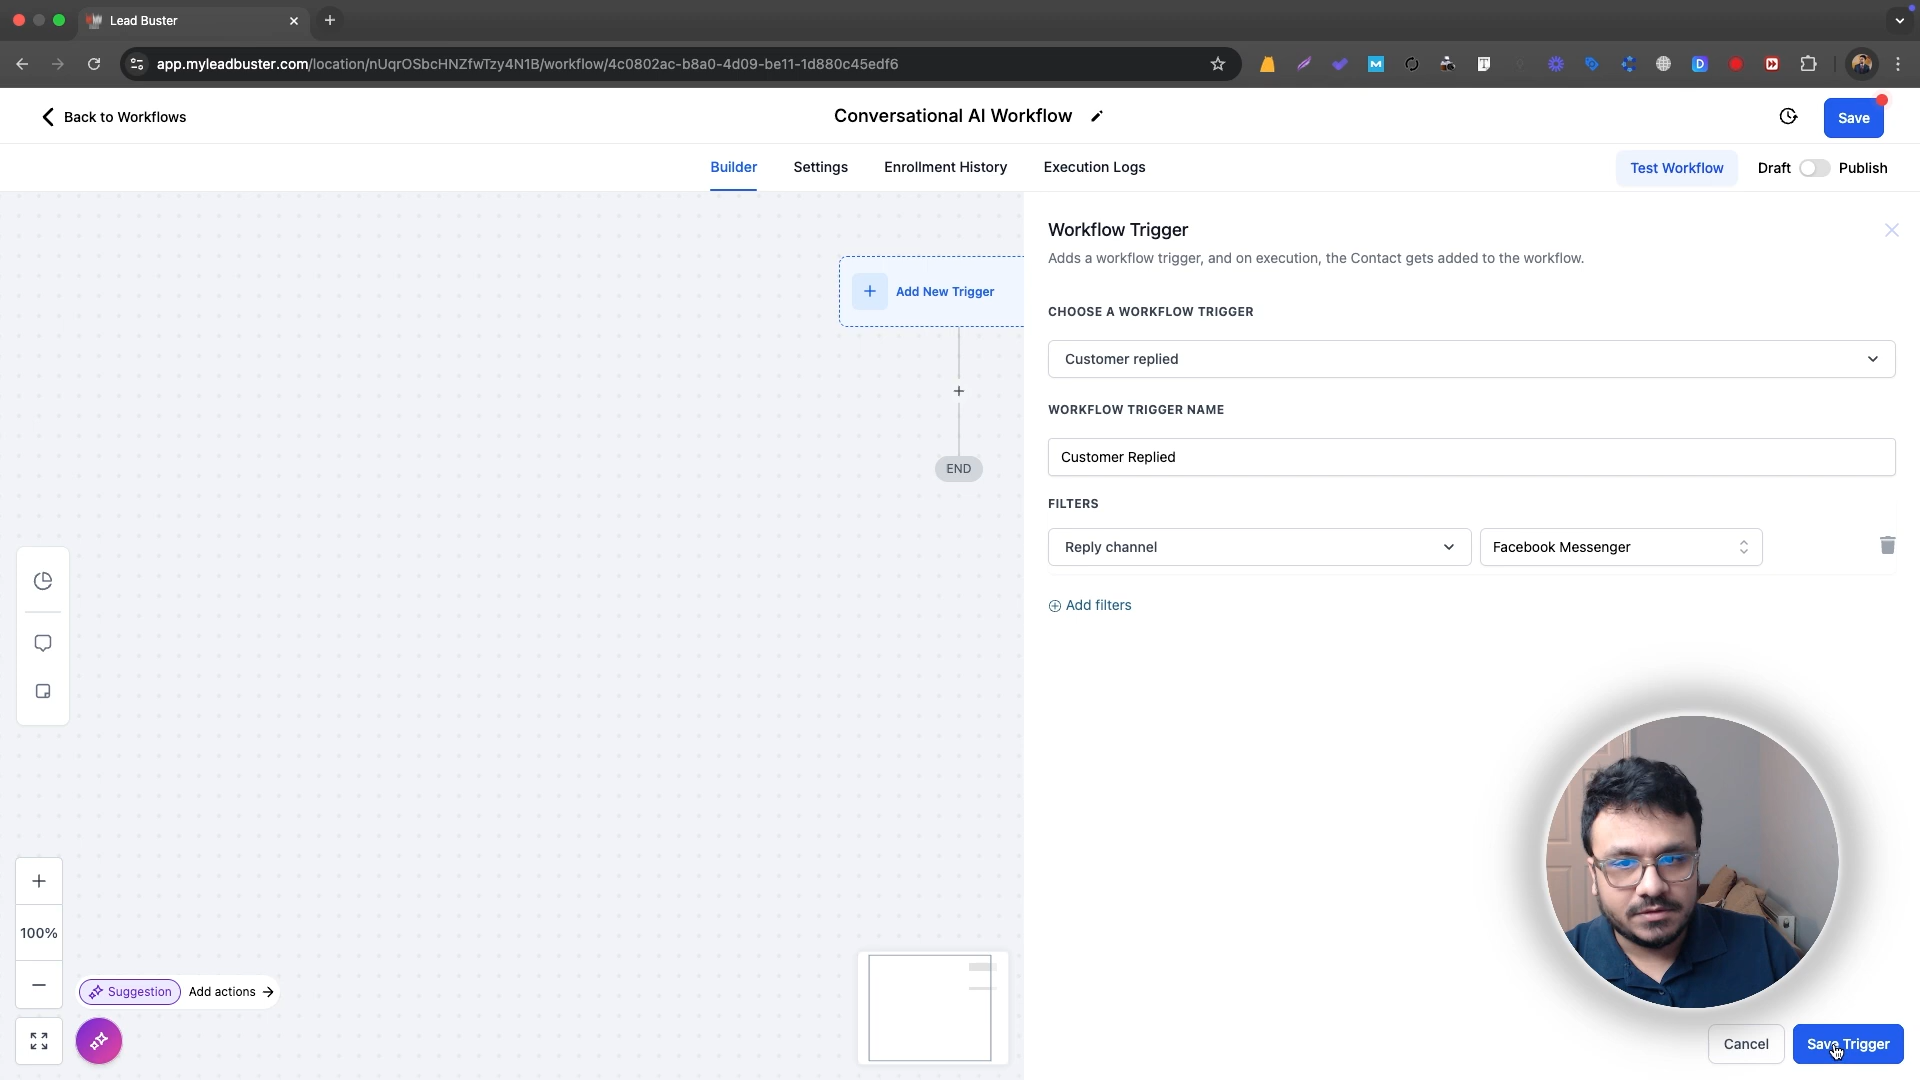 Lead Buster
app.myleadbuster.com/location/nUqrOSbcHNZfwTzy4N1B/workflow/4c0802ac-b8a0-4d09-be11-1d880c45edf6
Back to Workflows
Conversational AI Workflow
Save
Builder
Settings
Enrollment History
Execution Logs
Test Workflow
Draft
Publish
Workflow Trigger
Adds a workflow trigger, and on execution, the Contact gets added to the workflow.
Add New Trigger
CHOOSE A WORKFLOW TRIGGER
Customer replied
WORKFLOW TRIGGER NAME
Customer Replied
END
FILTERS
Reply channel
Facebook Messenger
Add filters
100%
Suggestion
Add actions
Cancel
Save Trigger